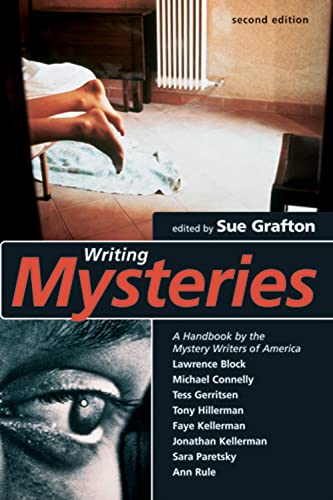 second edition
edited by Sue Grafton
Writing
Mysteries
A Handbook by the
Mystery Writers of America
Lawrence Block
Michael Connelly
Tess Gerritsen
Tony Hillerman
Faye Kellerman
Jonathan Kellerman
Sara Paretsky
Ann Rule